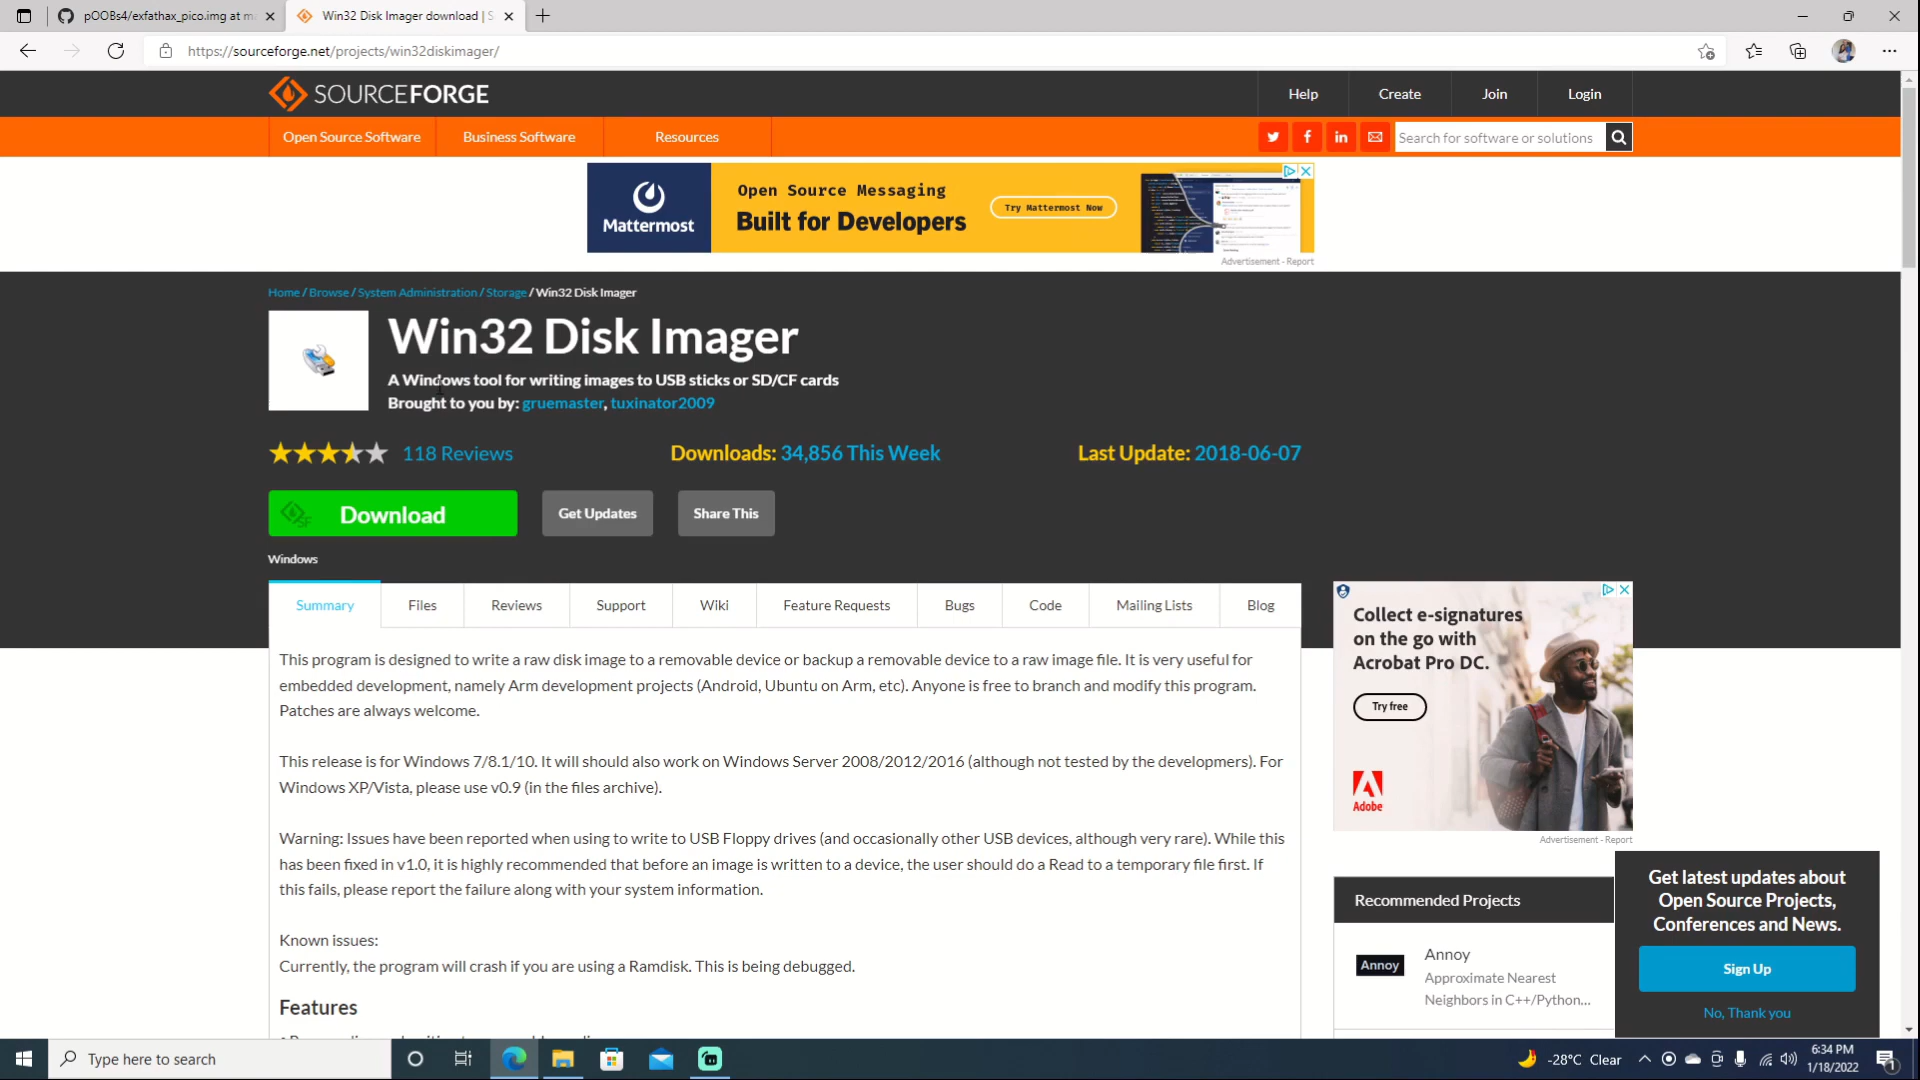 pOOBs4/exfathax_pico.img at m
Win32 Disk Imager download | S
https://sourceforge.net/projects/win32diskimager/
SOURCEFORGE
Help
Create
Join
Login
Open Source Software
Business Software
Resources
Search for software or solutions
Mattermost
Open Source Messaging
Built for Developers
Try Mattermost Now
Advertisement - Report
Home / Browse / System Administration / Storage / Win32 Disk Imager
Win32 Disk Imager
A Windows tool for writing images to USB sticks or SD/CF cards
Brought to you by: gruemaster, tuxinator2009
118 Reviews
Downloads: 34,856 This Week
Last Update: 2018-06-07
SF
Download
Get Updates
Share This
Windows
Summary
Files
Reviews
Support
Wiki
Feature Requests
Bugs
Code
Mailing Lists
Blog
This program is designed to write a raw disk image to a removable device or backup a removable device to a raw image file. It is very useful for
embedded development, namely Arm development projects (Android, Ubuntu on Arm, etc). Anyone is free to branch and modify this program.
Patches are always welcome.
This release is for Windows 7/8.1/10. It will should also work on Windows Server 2008/2012/2016 (although not tested by the developmers). For
Windows XP/Vista, please use v0.9 (in the files archive).
Warning: Issues have been reported when using to write to USB Floppy drives (and occasionally other USB devices, although very rare). While this
has been fixed in v1.0, it is highly recommended that before an image is written to a device, the user should do a Read to a temporary file first. If
this fails, please report the failure along with your system information.
Known issues:
Currently, the program will crash if you are using a Ramdisk. This is being debugged.
Features
Collect e-signatures
on the go with
Acrobat Pro DC.
Try free
Adobe
Advertisement - Report
Recommended Projects
Annoy
Annoy
Approximate Nearest
Neighbors in C++/Python...
Get latest updates about
Open Source Projects,
Conferences and News.
Sign Up
No, Thank you
Type here to search
-28°C Clear
6:34 PM
1/18/2022
1